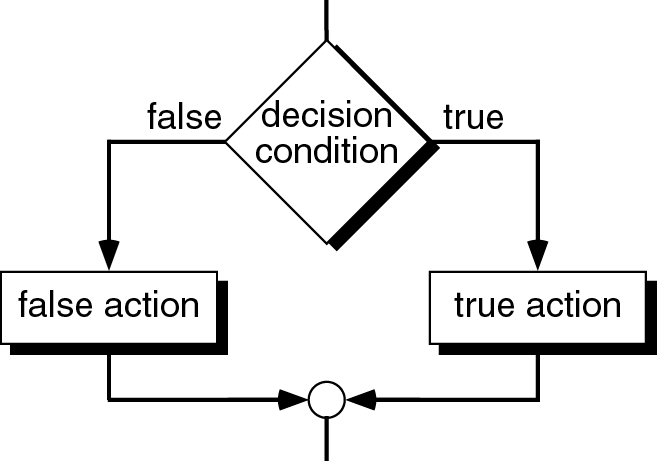 false
decision
condition
true
false action
true action